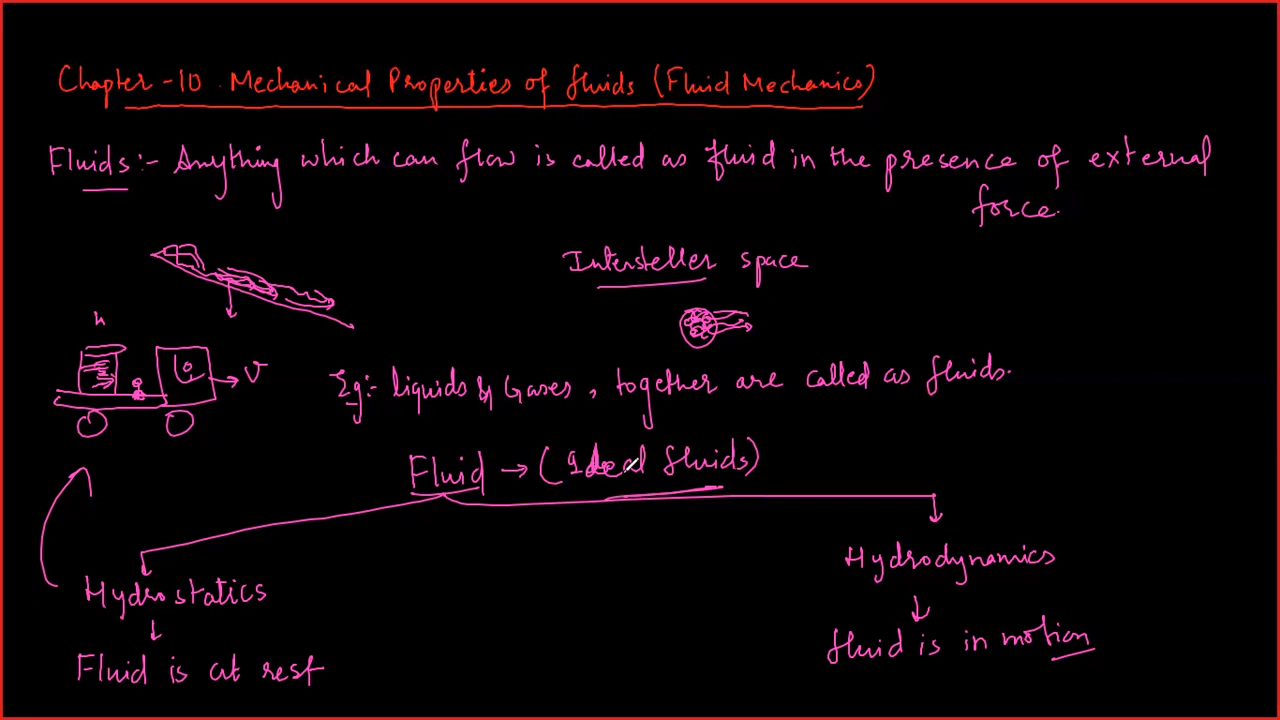 Chapter-10. Mechanical Properties of fluids (Fluid Mechanics)
Fluids:- Anything which can flow is called as fluid in the presence of external
force.
Intersteller space
h
v
Eg:- liquids & Gases, together are called as fluids.
Fluid → (Ideal fluids)
Hydrodynamics
Hydrostatics
fluid is in motion
Fluid is at rest